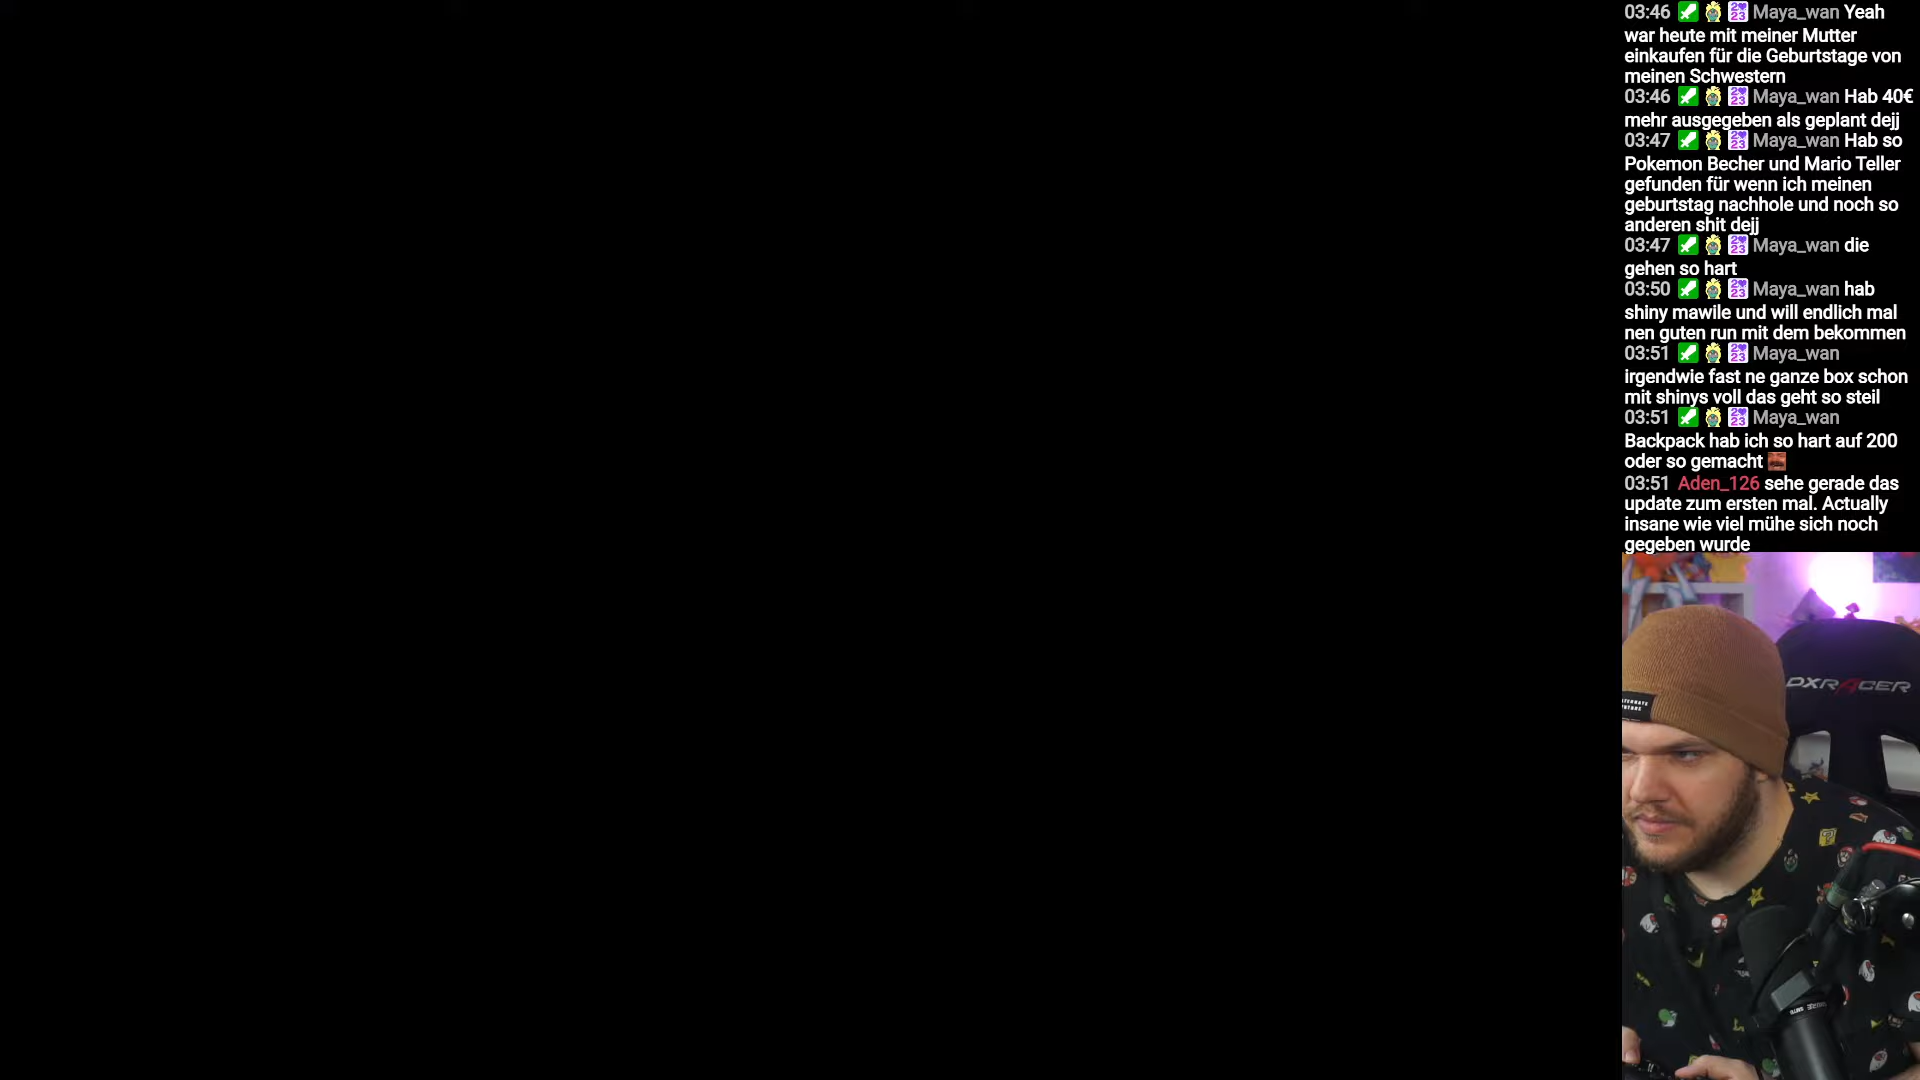 03:46 Maya_wan Yeah
war heute mit meiner Mutter
einkaufen für die Geburtstage von
meinen Schwestern
03:46 Maya_wan Hab 40€
mehr ausgegeben als geplant dejj
03:47 Maya_wan Hab so
Pokemon Becher und Mario Teller
gefunden für wenn ich meinen
geburtstag nachhole und noch so
anderen shit dejj
03:47 Maya_wan die
gehen so hart
03:50 Maya_wan hab
shiny mawile und will endlich mal
nen guten run mit dem bekommen
03:51 Maya_wan
irgendwie fast ne ganze box schon
mit shinys voll das geht so steil
03:51 Maya_wan
Backpack hab ich so hart auf 200
oder so gemacht
03:51 Aden_126 sehe gerade das
update zum ersten mal. Actually
insane wie viel mühe sich noch
gegeben wurde
DXRACER